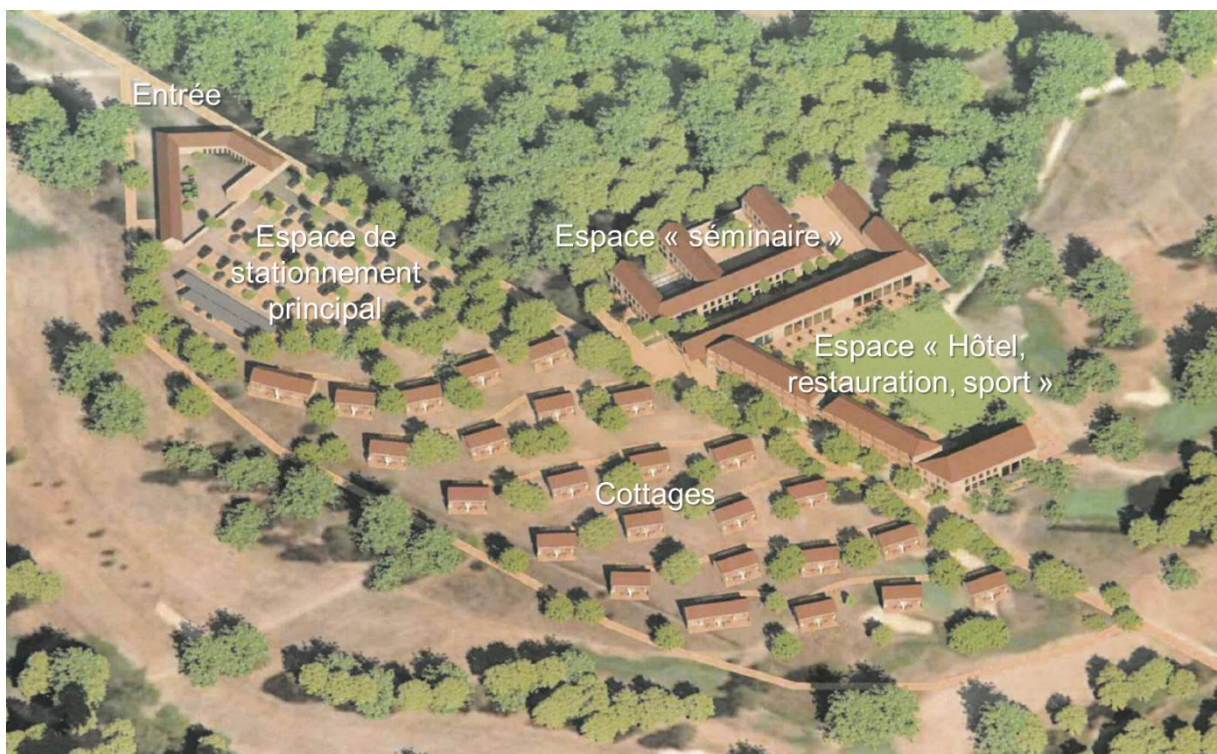 Entrée
Espace de
stationnement
principal
Espace « séminaire »
Espace « Hôtel,
restauration, sport »
Cottages